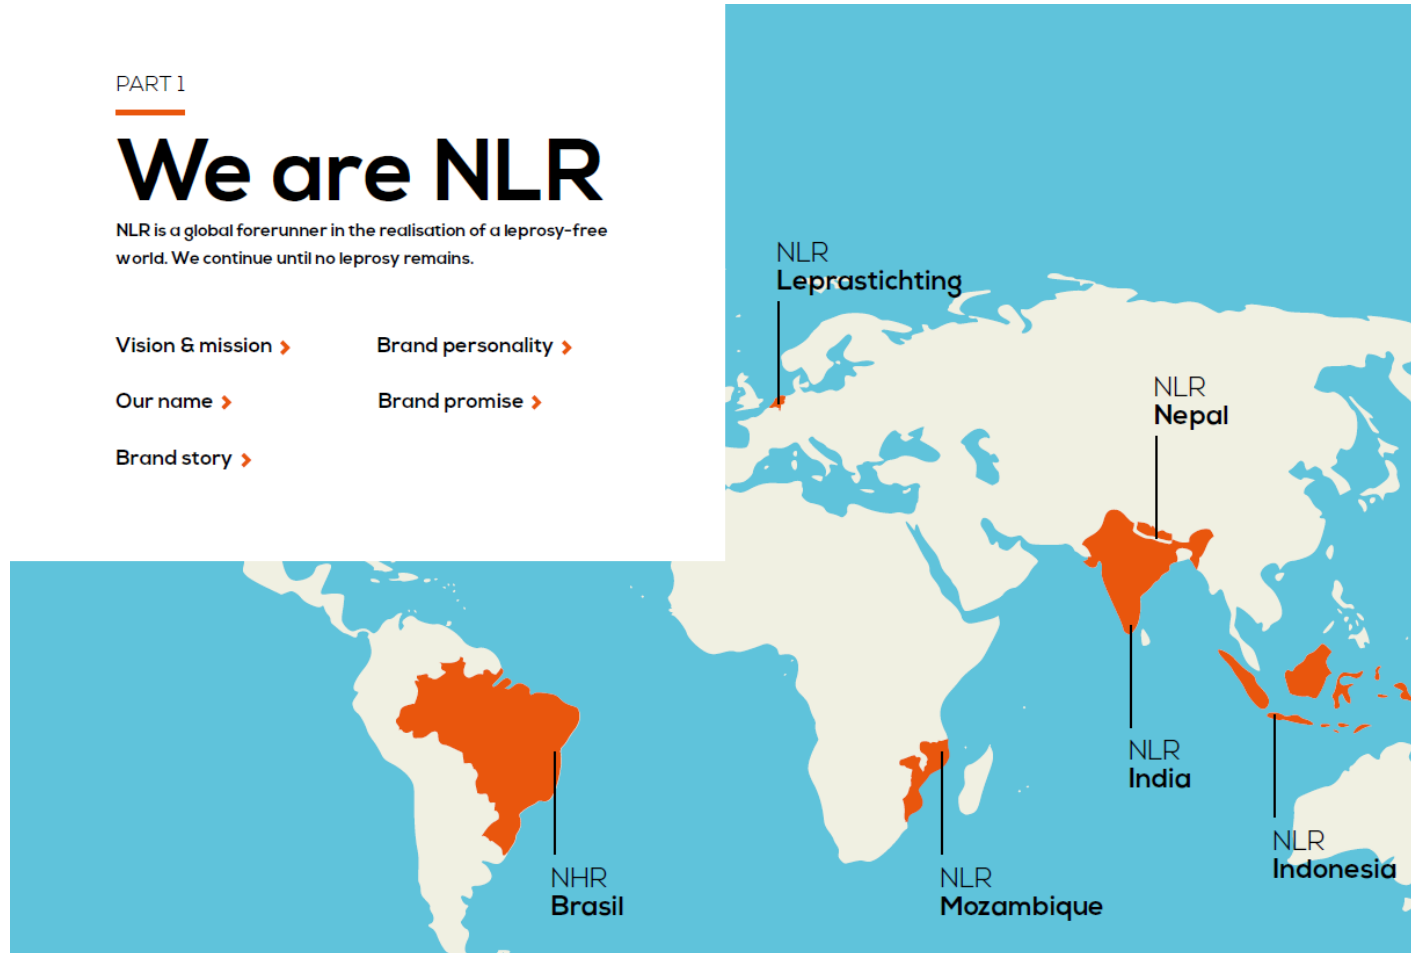 PART 1
We are NLR
NLR is a global forerunner in the realisation of a leprosy-free
world. We continue until no leprosy remains.
Vision & mission
Brand personality
Our name
Brand promise
Brand story
NLR
Leprastichting
NLR
Nepal
NLR
India
NLR
Indonesia
NHR
Brasil
NLR
Mozambique